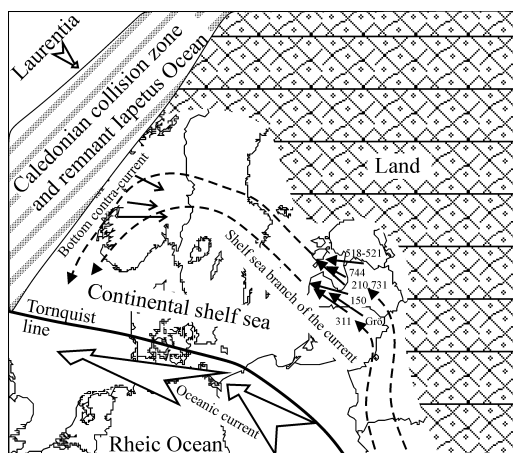 Laurentia
Caledonian collision zone
and remnant Iapetus Ocean
Land
Bottom contra-current
Shelf sea branch of the current
518-521
744
210,731
150
311
Gro
Continental shelf sea
Tornquist
line
Oceanic current
Rheic Ocean